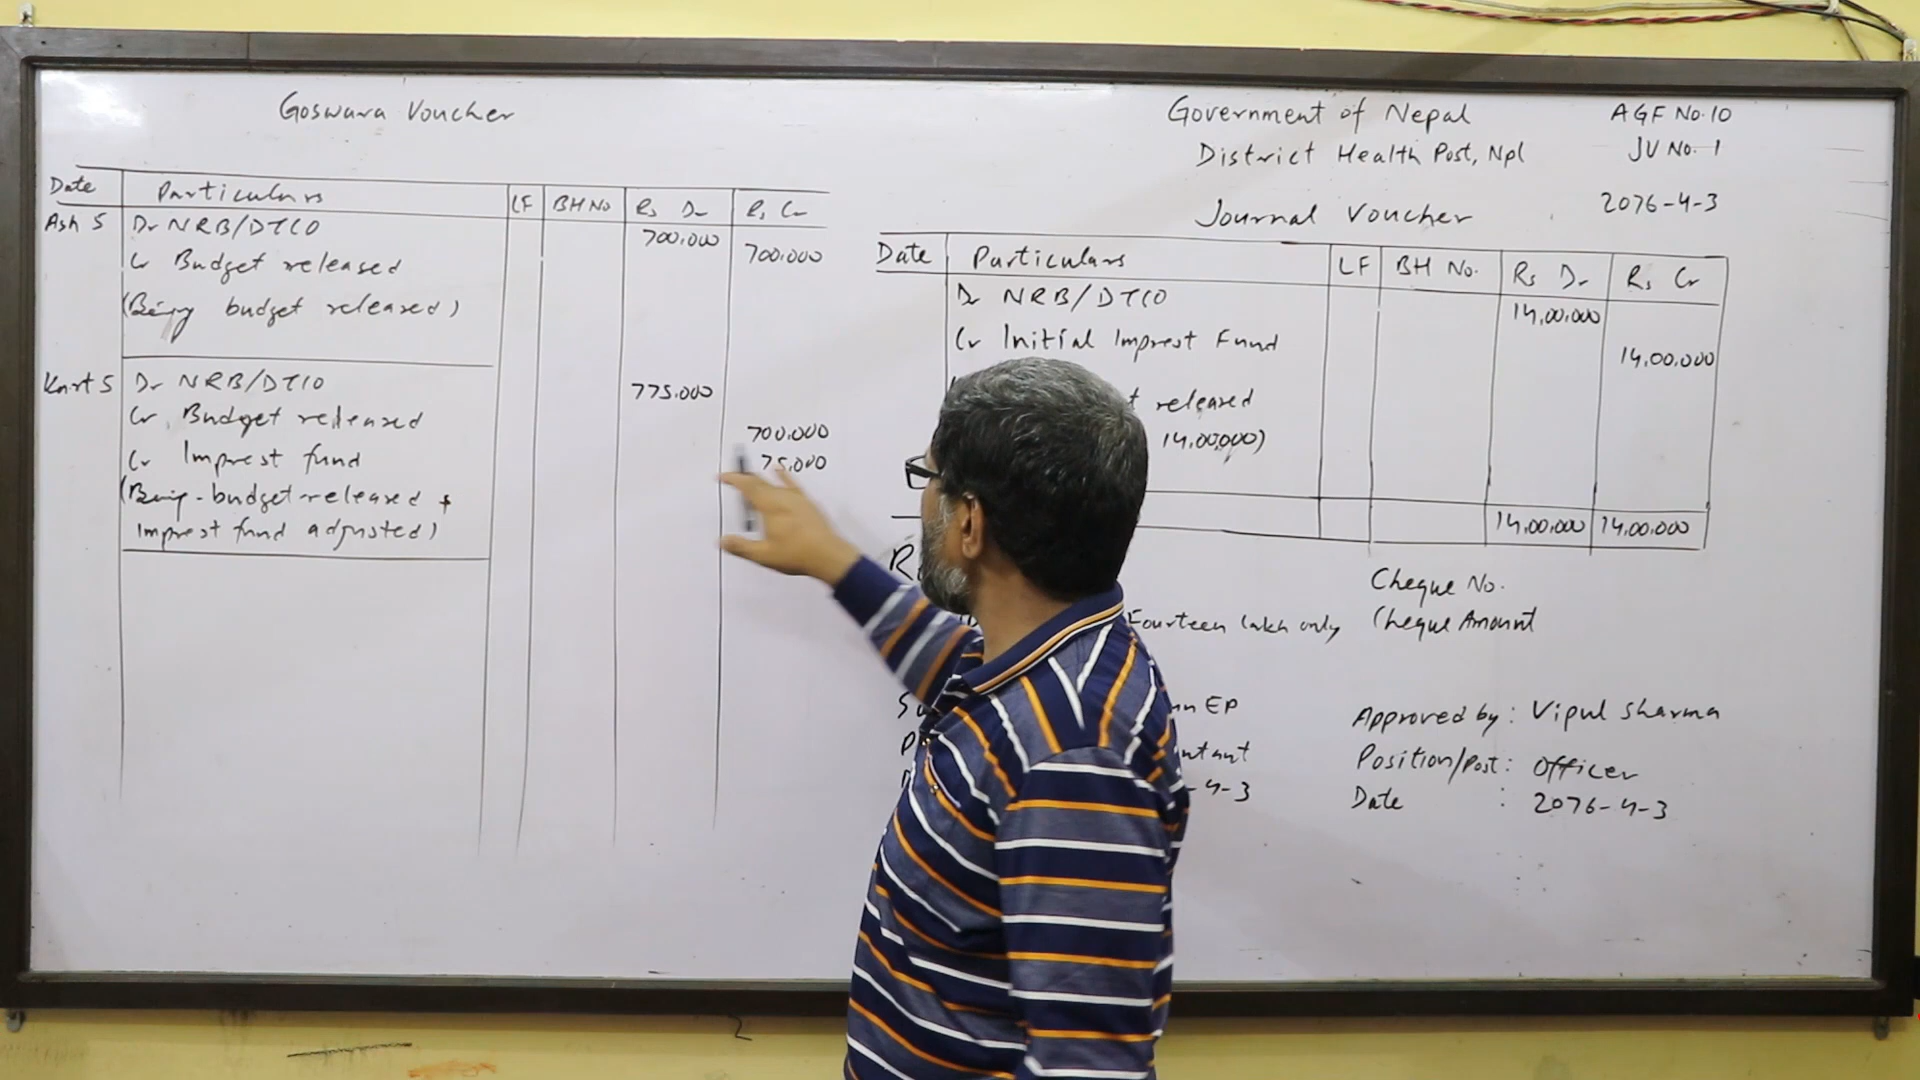 Goswara Voucher
Date Particulars LF BH No Rs Dr Rs Cr
Ash 5 Dr NRB/DTCO 700,000
Cr Budget released 700,000
(Being budget released)
Kart 5 Dr NRB/DTCO 775,000
Cr Budget released 700,000
Cr Imprest fund 75,000
(Being budget released +
Imprest fund adjusted)
Government of Nepal AGF No. 10
District Health Post, Npl JV No. 1
Journal Voucher 2076-4-3
Date Particulars LF BH No. Rs Dr Rs Cr
Dr NRB/DTCO 14,00,000
Cr Initial Imprest Fund 14,00,000
released
14,00,000)
14,00,000 14,00,000
Cheque No.
Fourteen lakh only Cheque Amount
EP Approved by: Vipul Sharma
Position/Post: Officer
-4-3 Date : 2076-4-3
2